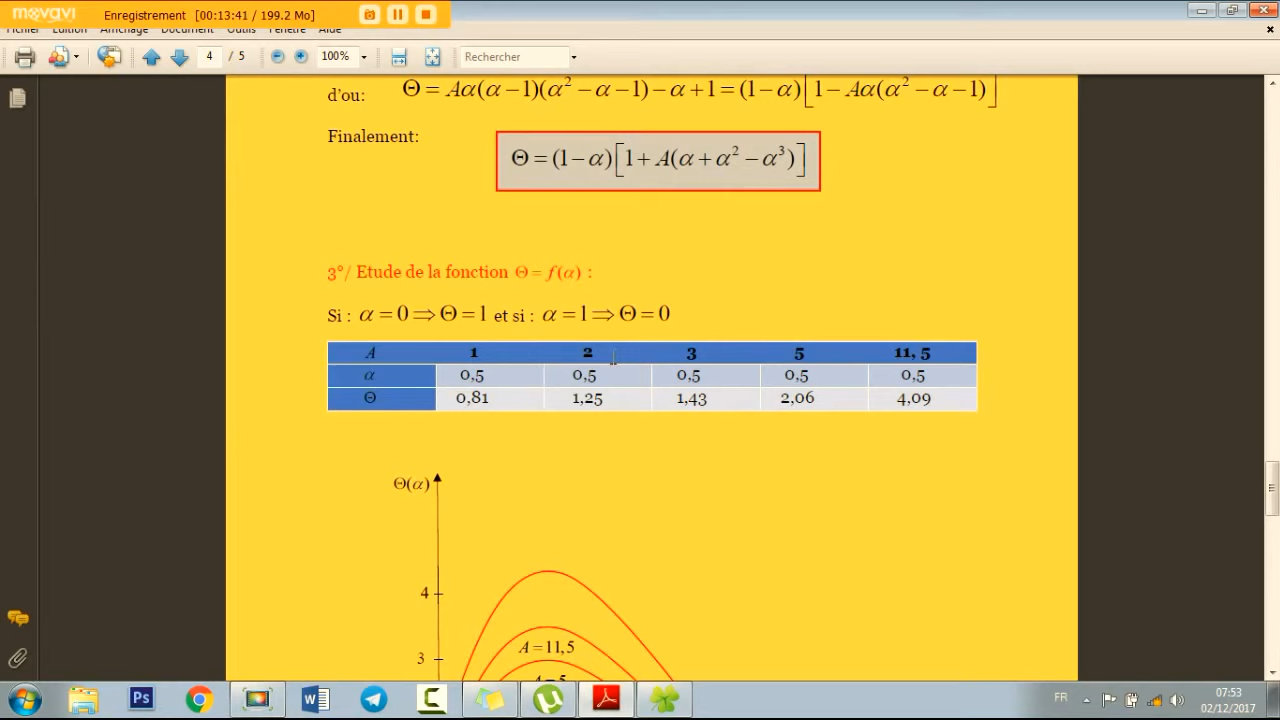 movavi Enregistrement [00:13:41 / 199.2 Mo]
Fichier Edition Affichage Document Outils Fenêtre Aide
4 / 5 100% Rechercher
d'ou: Θ = Aα(α−1)(α² − α −1) − α +1 = (1−α)[1− Aα(α² − α −1)]
Finalement:
Θ = (1−α)[1+ A(α + α² − α³)]
3°/ Etude de la fonction Θ = f(α) :
Si : α = 0 ⇒ Θ = 1 et si : α = 1 ⇒ Θ = 0
A 1 2 3 5 11, 5
α 0,5 0,5 0,5 0,5 0,5
Θ 0,81 1,25 1,43 2,06 4,09
Θ(α)
4
A = 11,5
3
A = 5
Ps W C
FR 07:53
02/12/2017